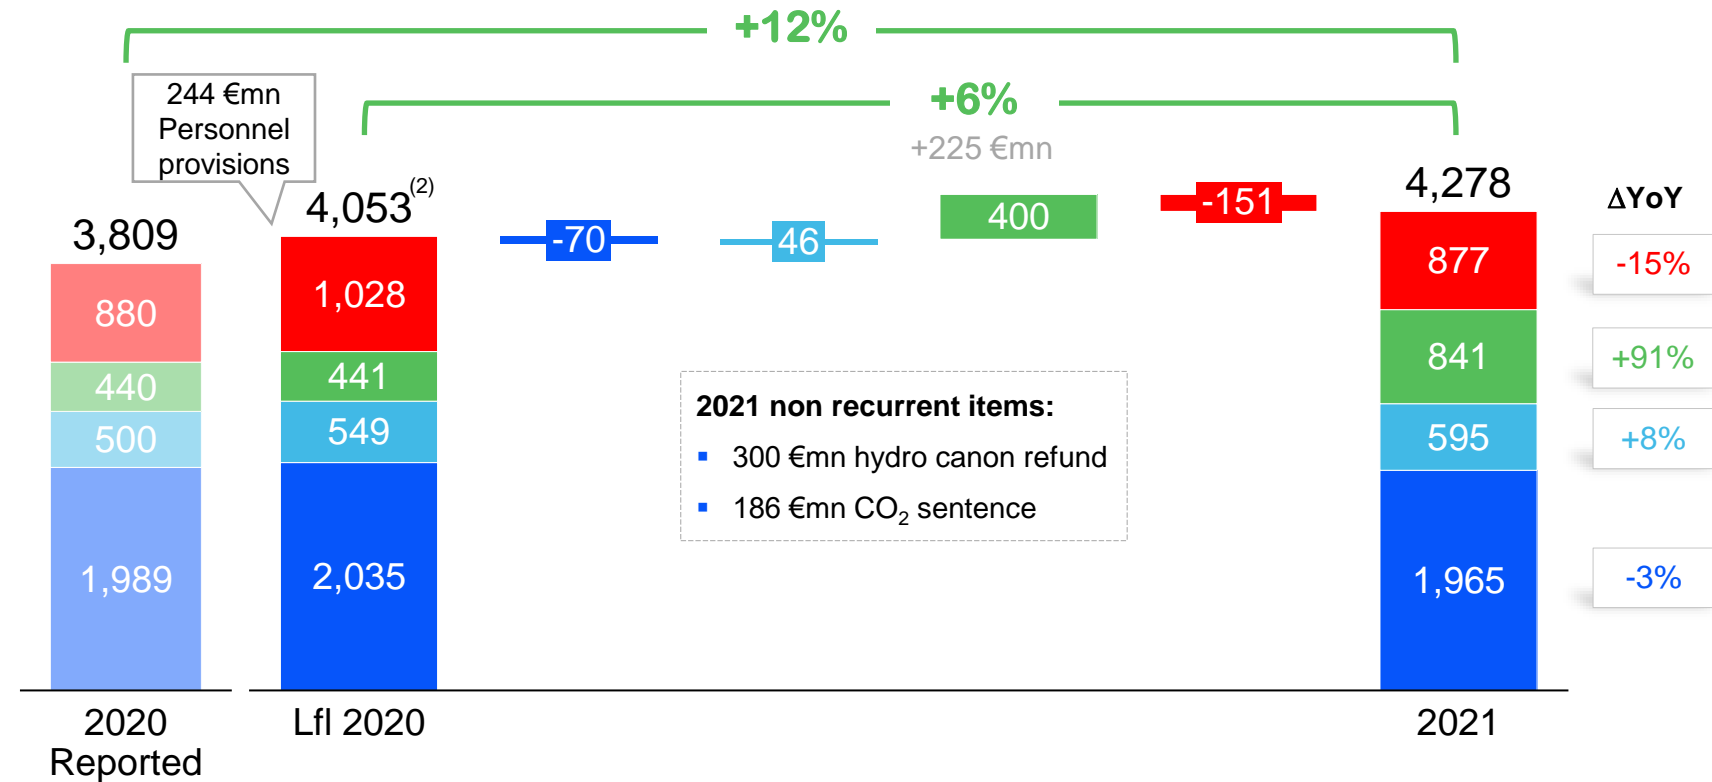 +12%
244 €mn
Personnel
provisions
+6%
+225 €mn
3,809
4,053(2)
4,278
ΔYoY
880
440
500
1,989
1,028
441
549
2,035
-70
46
400
-151
877
841
595
1,965
-15%
+91%
+8%
-3%
2021 non recurrent items:
▪ 300 €mn hydro canon refund
▪ 186 €mn CO2 sentence
2020
Reported
Lfl 2020
2021